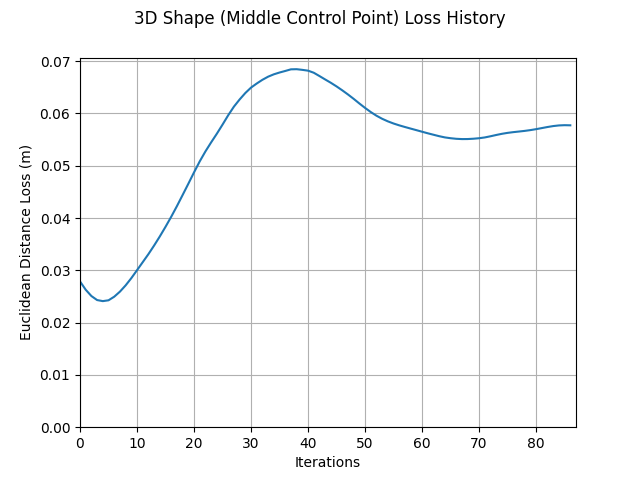 3D Shape (Middle Control Point) Loss History
0.07
0.06
0.05
0.04
0.03
0.02
0.01
0.00
Euclidean Distance Loss (m)
0 10 20 30 40 50 60 70 80
Iterations